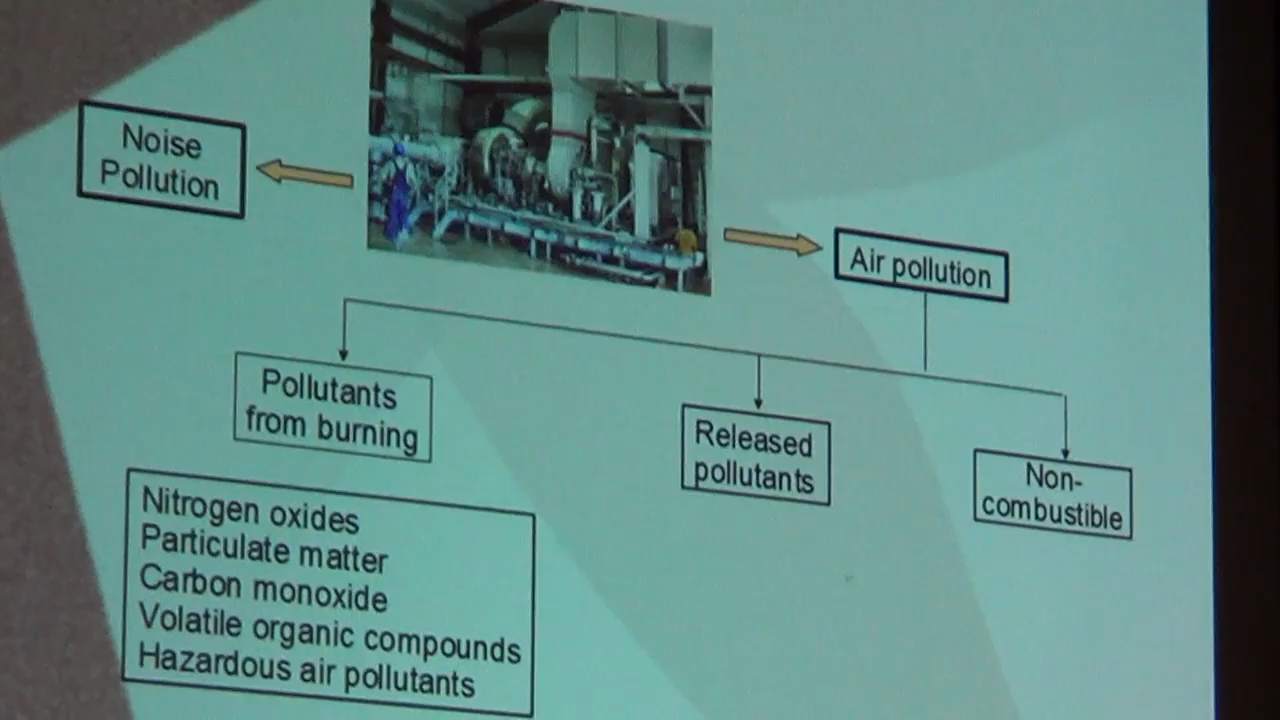 Noise
Pollution
Air pollution
Pollutants
from burning
Released
pollutants
Non-
combustible
Nitrogen oxides
Particulate matter
Carbon monoxide
Volatile organic compounds
Hazardous air pollutants